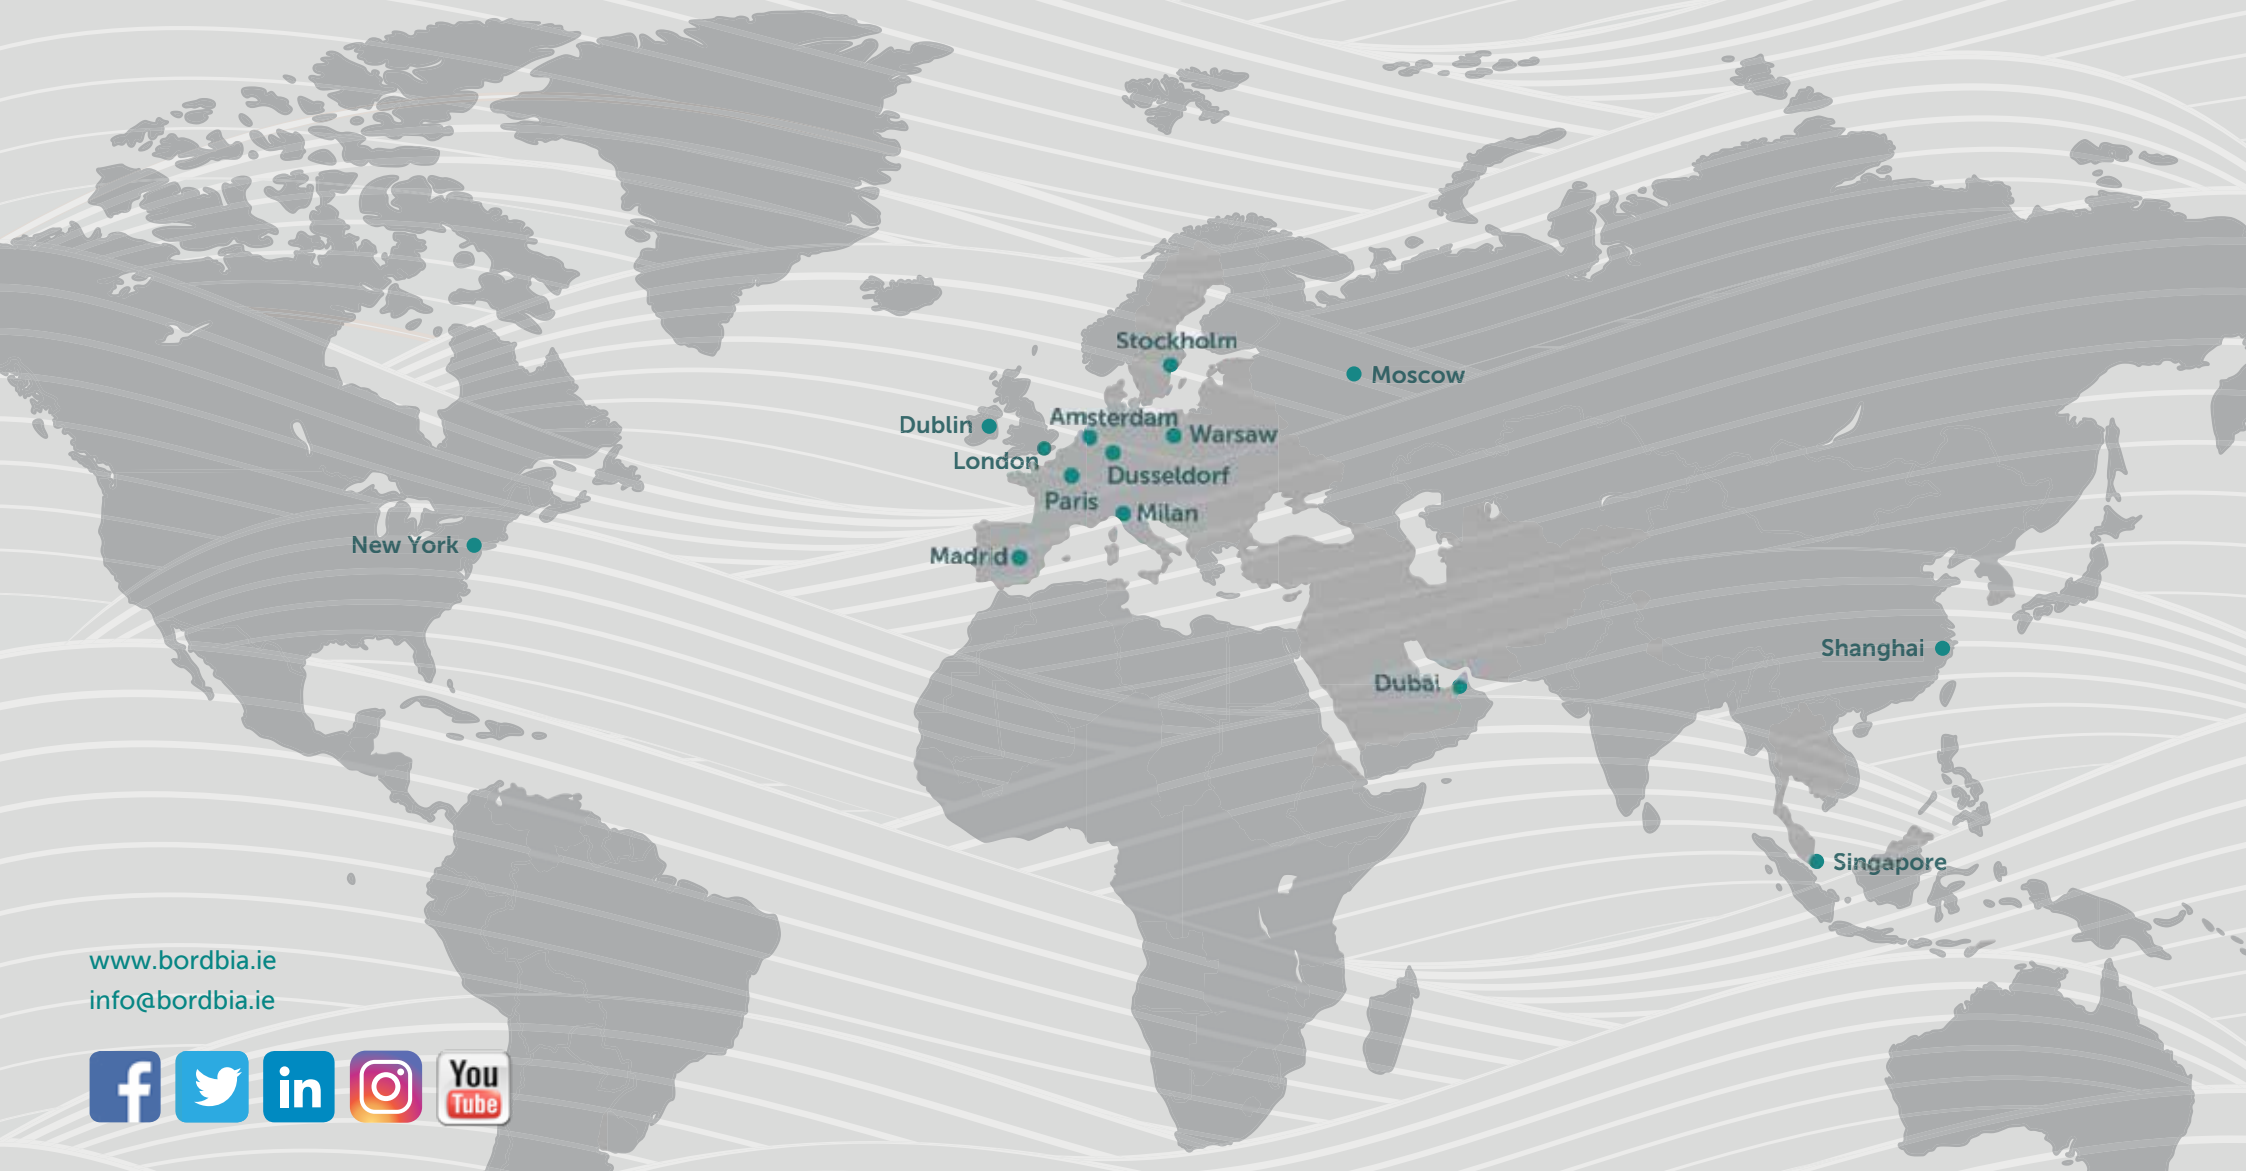 Stockholm
Moscow
Amsterdam
Dublin
Warsaw
London
Dusseldorf
Paris
Milan
New York
Madrid
Shanghai
Dubai
Singapore
www.bordbia.ie
info@bordbia.ie
f
in
You
Tube